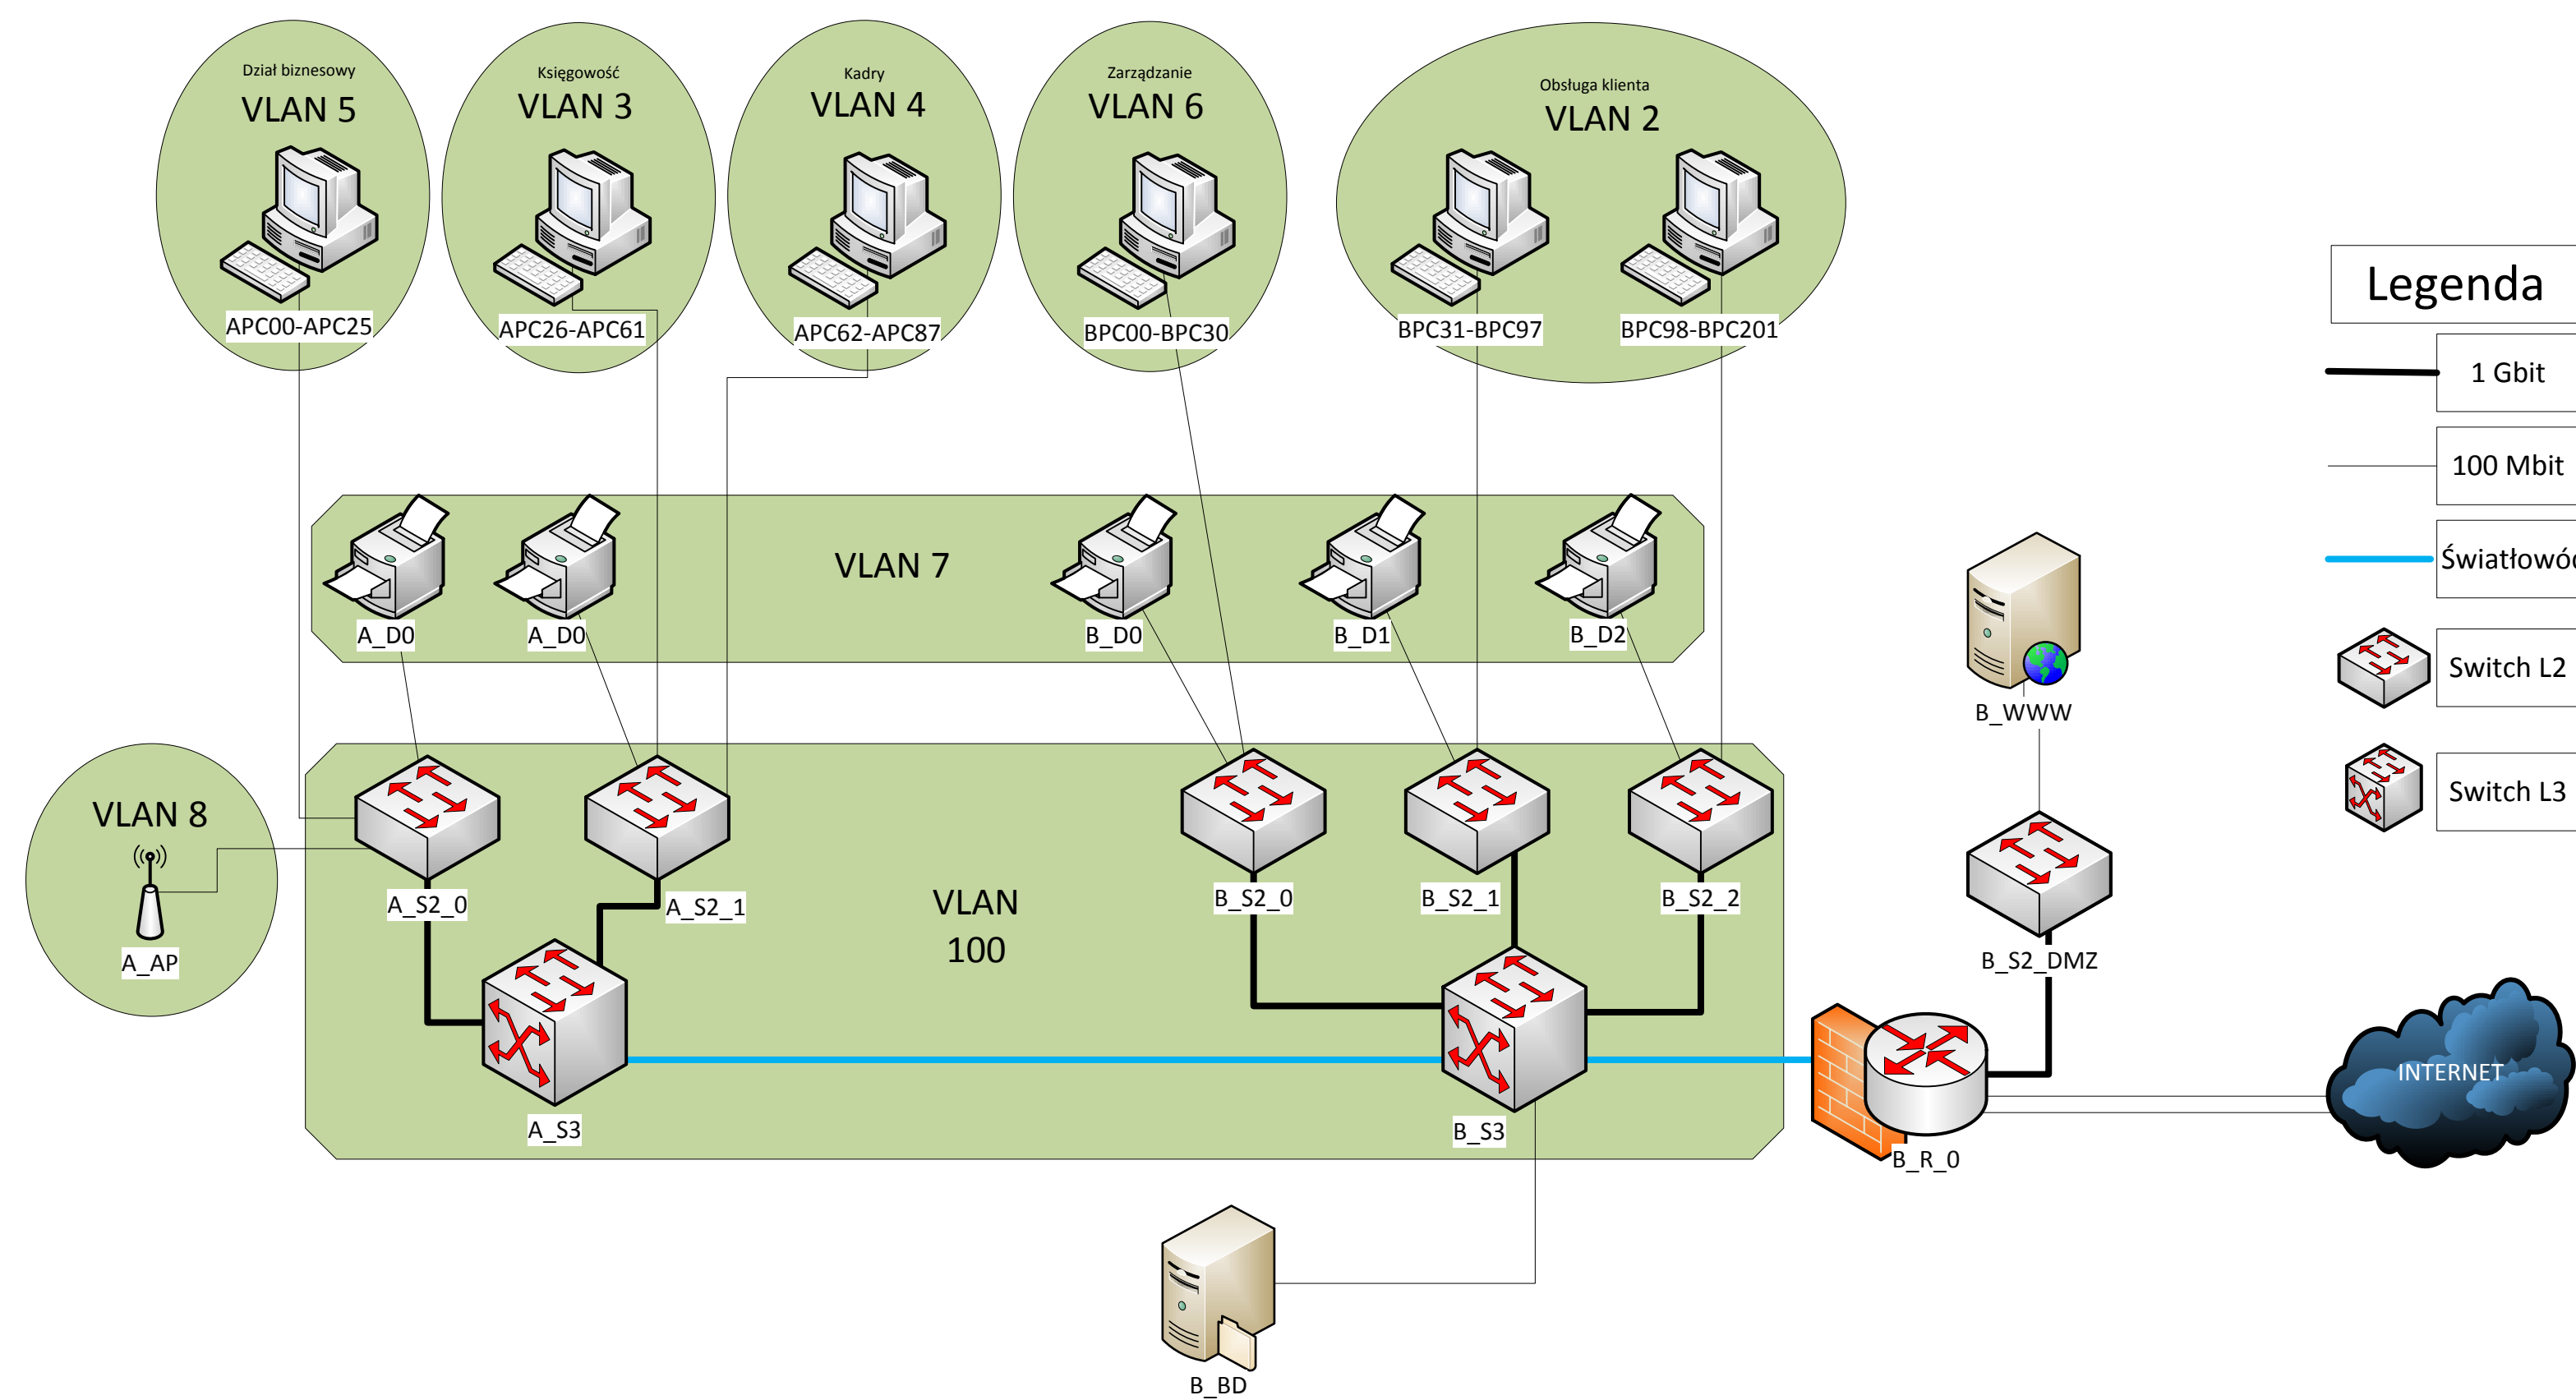 Dział biznesowy
VLAN 5
APC00-APC25
Księgowość
VLAN 3
APC26-APC61
Kadry
VLAN 4
APC62-APC87
Zarządzanie
VLAN 6
BPC00-BPC30
Obsługa klienta
VLAN 2
BPC31-BPC97
BPC98-BPC201
Legenda
1 Gbit
100 Mbit
Switch L2
Switch L3
VLAN 7
A_D0
A_D0
B_D0
B_D1
B_D2
B_WWW
VLAN 8
A_AP
A_S2_0
A_S2_1
VLAN
100
B_S2_0
B_S2_1
B_S2_2
B_S2_DMZ
A_S3
B_S3
B_R_0
INTERNET
B_BD